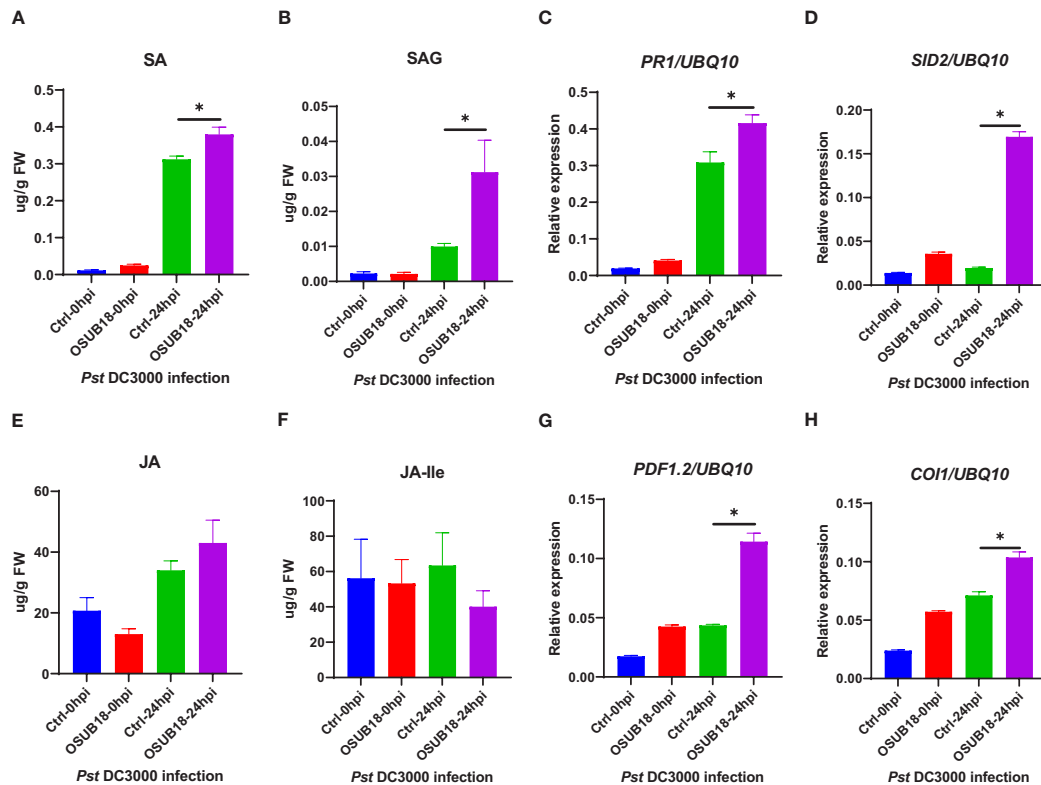 A
SA
ug/g FW
0.5
0.4
0.3
0.2
0.1
0.0
*
Ctrl-0hpi
OSUB18-0hpi
Ctrl-24hpi
OSUB18-24hpi
Pst DC3000 infection
B
SAG
ug/g FW
0.05
0.04
0.03
0.02
0.01
0.00
*
Ctrl-0hpi
OSUB18-0hpi
Ctrl-24hpi
OSUB18-24hpi
Pst DC3000 infection
C
PR1/UBQ10
Relative expression
0.5
0.4
0.3
0.2
0.1
0.0
*
Ctrl-0hpi
OSUB18-0hpi
Ctrl-24hpi
OSUB18-24hpi
Pst DC3000 infection
D
SID2/UBQ10
Relative expression
0.20
0.15
0.10
0.05
0.00
*
Ctrl-0hpi
OSUB18-0hpi
Ctrl-24hpi
OSUB18-24hpi
Pst DC3000 infection
E
JA
ug/g FW
60
40
20
0
Ctrl-0hpi
OSUB18-0hpi
Ctrl-24hpi
OSUB18-24hpi
Pst DC3000 infection
F
JA-Ile
ug/g FW
100
80
60
40
20
0
Ctrl-0hpi
OSUB18-0hpi
Ctrl-24hpi
OSUB18-24hpi
Pst DC3000 infection
G
PDF1.2/UBQ10
Relative expression
0.15
0.10
0.05
0.00
*
Ctrl-0hpi
OSUB18-0hpi
Ctrl-24hpi
OSUB18-24hpi
Pst DC3000 infection
H
COI1/UBQ10
Relative expression
0.15
0.10
0.05
0.00
*
Ctrl-0hpi
OSUB18-0hpi
Ctrl-24hpi
OSUB18-24hpi
Pst DC3000 infection